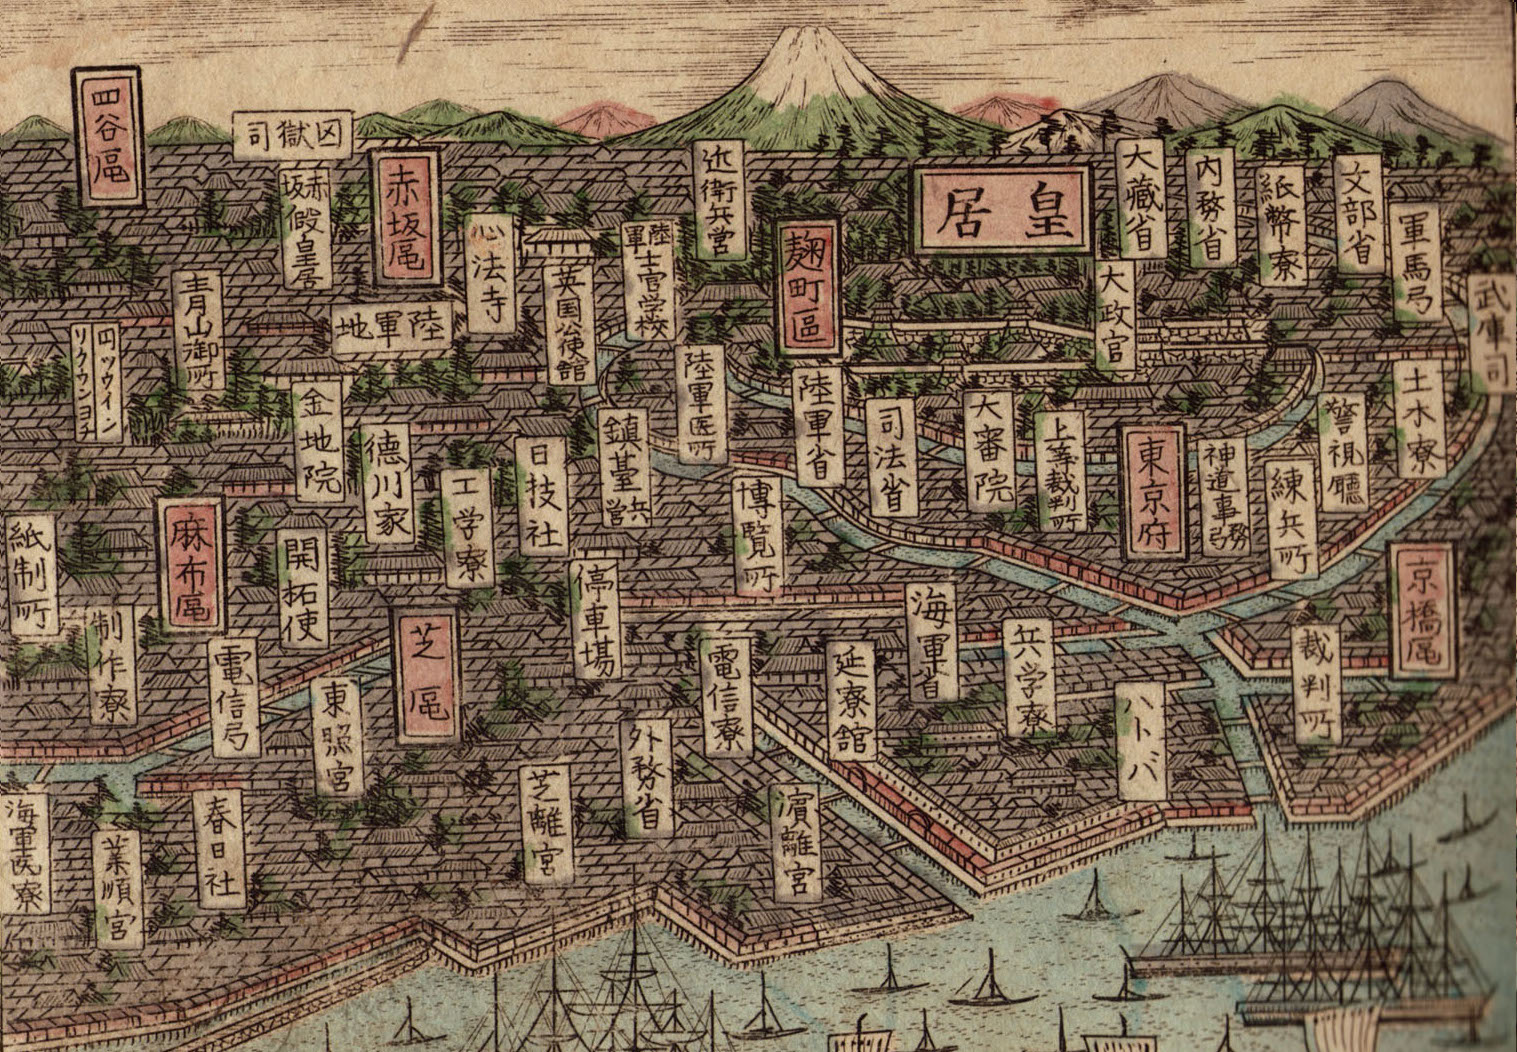 四谷區
囚獄司
赤坂假皇居
赤坂區
心法寺
英国公使舘
陸軍士官学校
近衛兵営
麹町區
皇居
大藏省
内務省
紙幣寮
文部省
軍馬局
武庫司
青山御所
陸軍地
大政官
金地院
徳川家
工学寮
日技社
鎮臺兵営
陸軍医所
陸軍省
司法省
大審院
上等裁判所
東京府
神道事務局
練兵所
警視廳
土木寮
京橋區
紙制所
制作寮
麻布區
開拓使
芝區
停車場
博覧所
海軍省
兵学寮
裁判所
電信局
東照宮
電信寮
延寮舘
ハトバ
外務省
芝離宮
濵離宮
海軍医寮
春日社